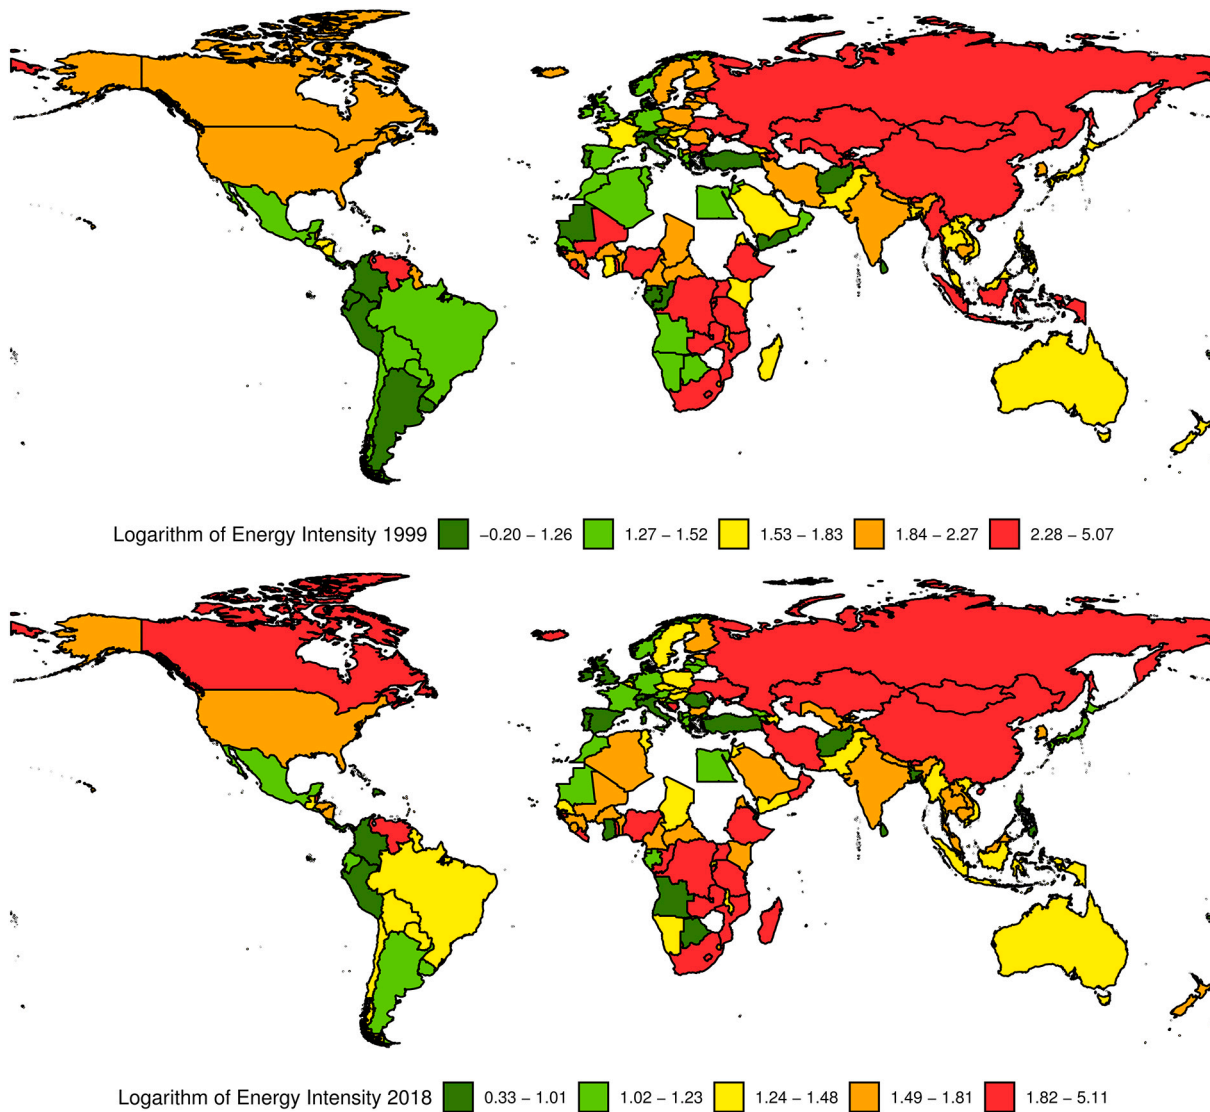 Logarithm of Energy Intensity 1999 −0.20 − 1.26 1.27 − 1.52 1.53 − 1.83 1.84 − 2.27 2.28 − 5.07
Logarithm of Energy Intensity 2018 0.33 − 1.01 1.02 − 1.23 1.24 − 1.48 1.49 − 1.81 1.82 − 5.11